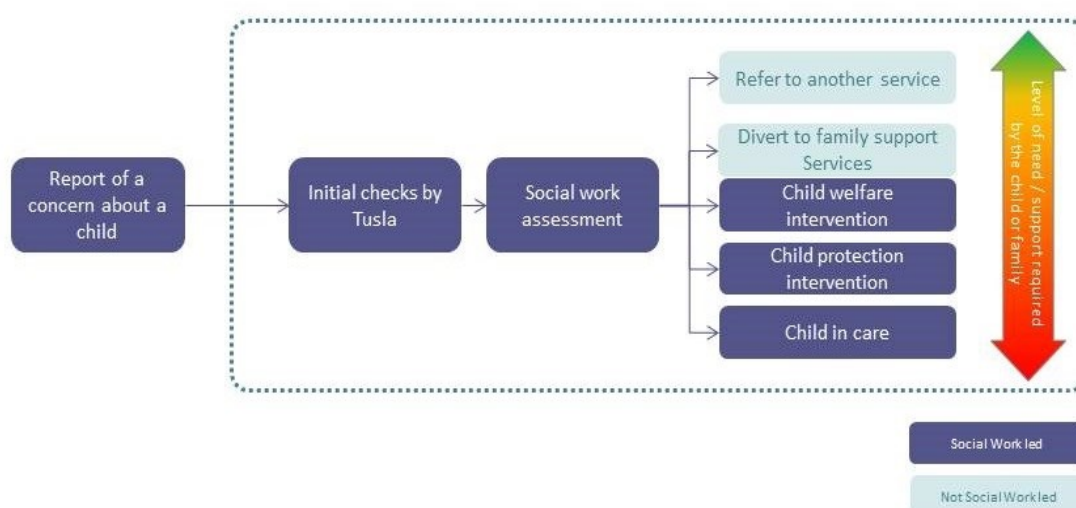 Report of a
concern about a
child
Initial checks by
Tusla
Social work
assessment
Refer to another service
Divert to family support
Services
Child welfare
intervention
Child protection
intervention
Child in care
Level of need / support required
by the child or family
Social Work led
Not Social Work led